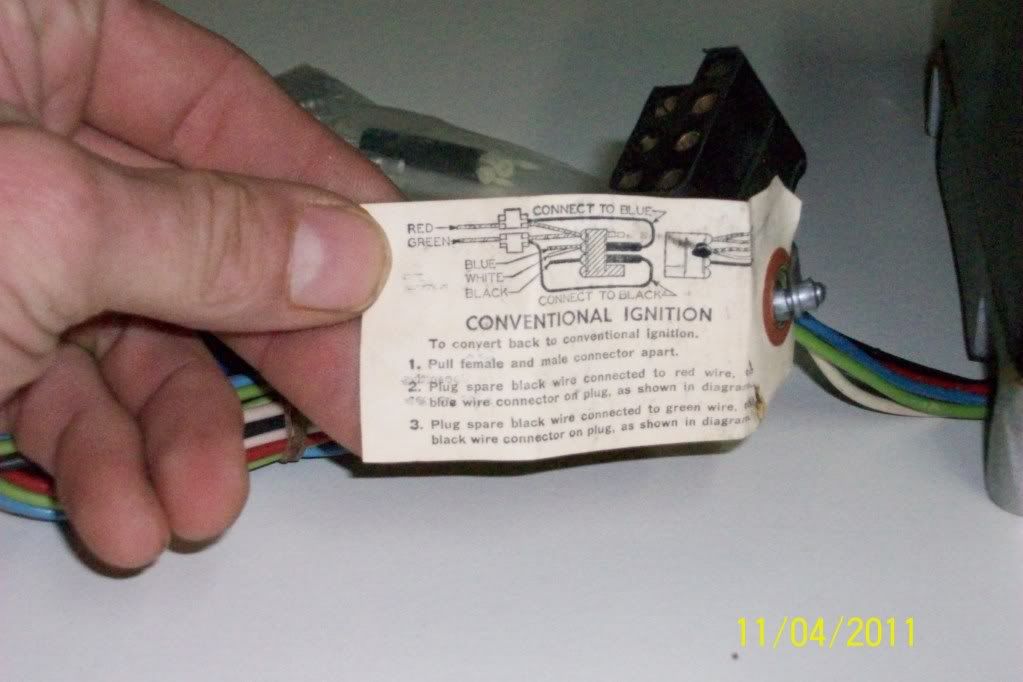 CONNECT TO BLUE
RED
GREEN
BLUE
WHITE
BLACK
CONNECT TO BLACK
CONVENTIONAL IGNITION
To convert back to conventional ignition.
1. Pull female and male connector apart.
2. Plug spare black wire connected to red wire,
blue wire connector on plug, as shown in diagram
3. Plug spare black wire connected to green wire,
black wire connector on plug, as shown in diagram
11/04/2011